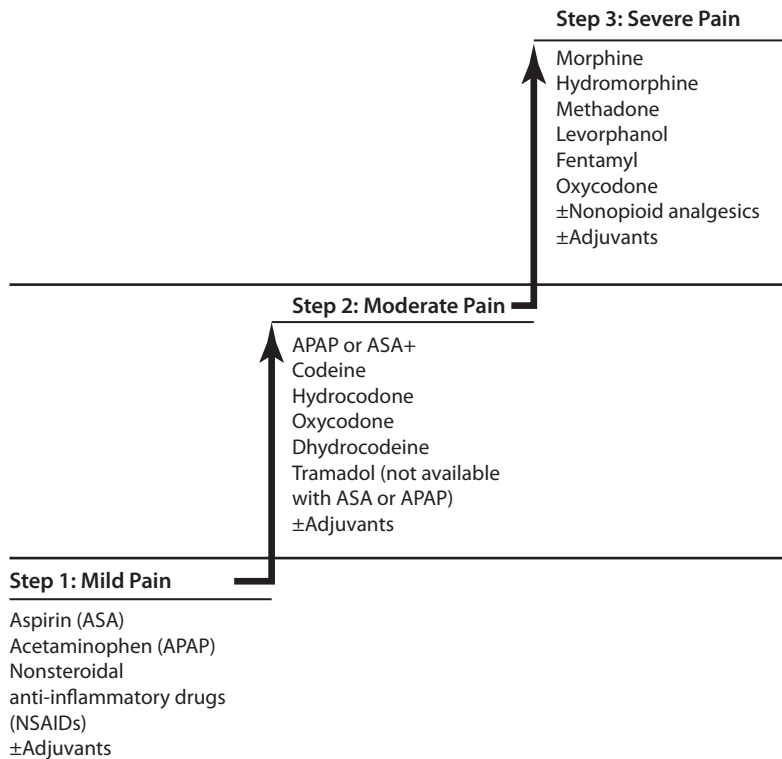 Step 3: Severe Pain
Morphine
Hydromorphine
Methadone
Levorphanol
Fentamyl
Oxycodone
±Nonopioid analgesics
±Adjuvants
Step 2: Moderate Pain
APAP or ASA+
Codeine
Hydrocodone
Oxycodone
Dhydrocodeine
Tramadol (not available
with ASA or APAP)
±Adjuvants
Step 1: Mild Pain
Aspirin (ASA)
Acetaminophen (APAP)
Nonsteroidal
anti-inflammatory drugs
(NSAIDs)
±Adjuvants